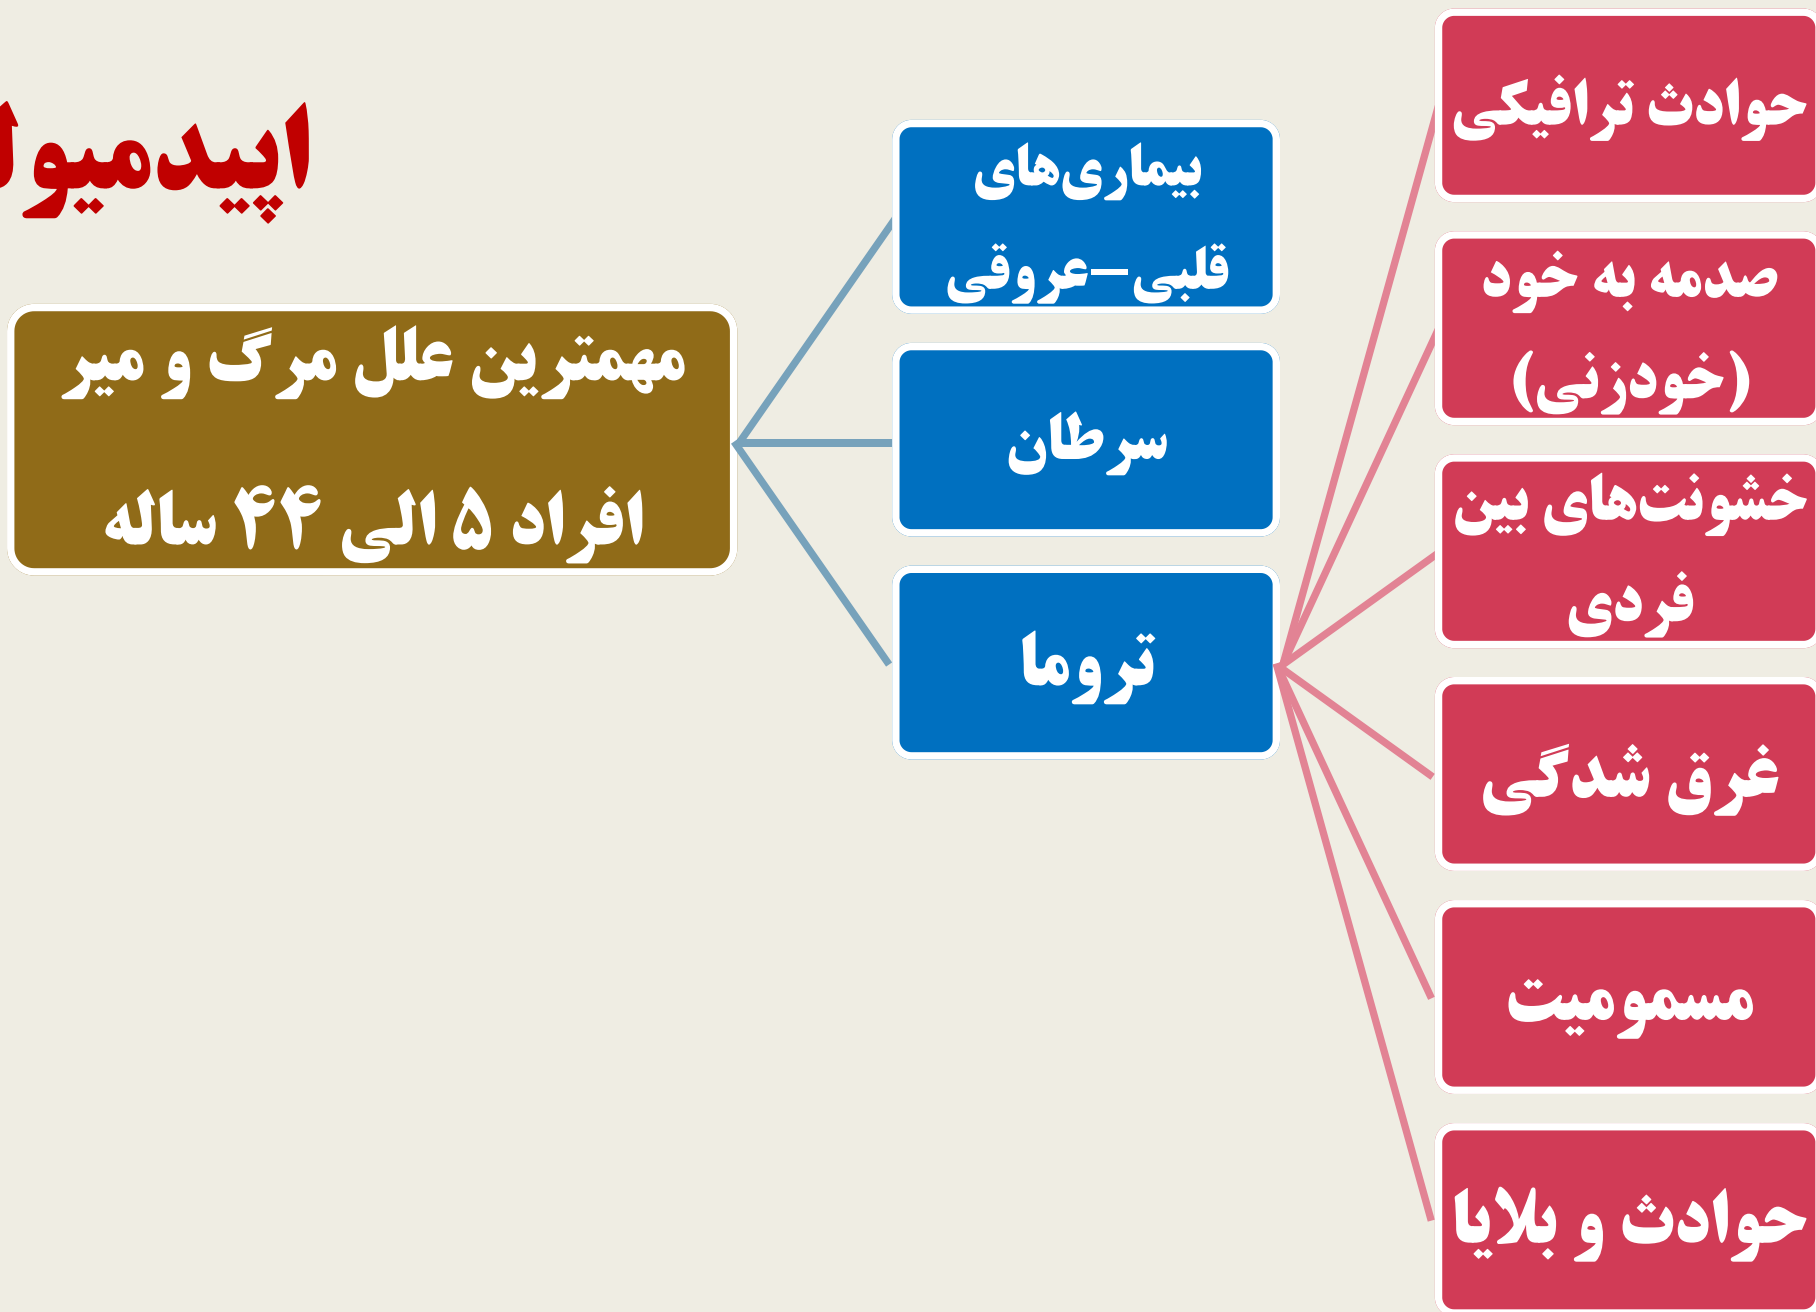 مهمترین علل مرگ و میر
افراد ۵ الی ۴۴ ساله
بیماری‌های
قلبی-عروقی
سرطان
تروما
حوادث ترافیکی
صدمه به خود
(خودزنی)
خشونت‌های بین
فردی
غرق شدگی
مسمومیت
حوادث و بلایا